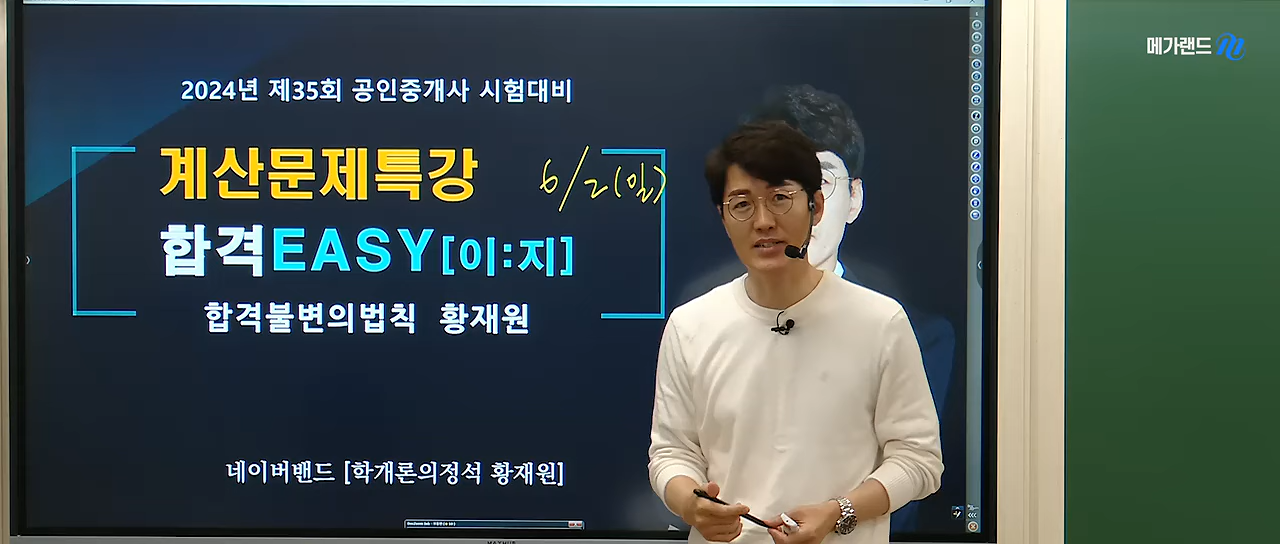 메가랜드
2024년 제35회 공인중개사 시험대비
계산문제특강 6/2(일)
합격EASY[이:지]
합격불변의법칙 황재원
네이버밴드 [학개론의정석 황재원]